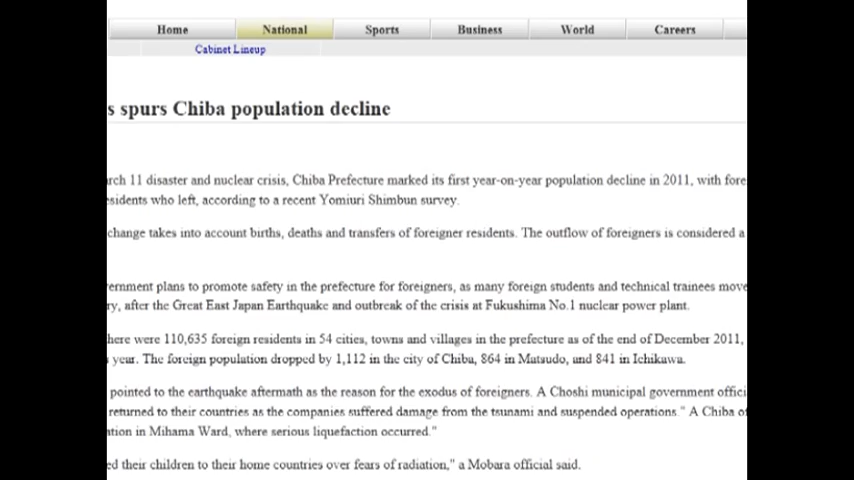 Home National Sports Business World Careers
Cabinet Lineup
s spurs Chiba population decline
rch 11 disaster and nuclear crisis, Chiba Prefecture marked its first year-on-year population decline in 2011, with fore
sidents who left, according to a recent Yomiuri Shimbun survey.
change takes into account births, deaths and transfers of foreigner residents. The outflow of foreigners is considered a
ernment plans to promote safety in the prefecture for foreigners, as many foreign students and technical trainees move
ry, after the Great East Japan Earthquake and outbreak of the crisis at Fukushima No.1 nuclear power plant.
here were 110,635 foreign residents in 54 cities, towns and villages in the prefecture as of the end of December 2011,
year. The foreign population dropped by 1,112 in the city of Chiba, 864 in Matsudo, and 841 in Ichikawa.
pointed to the earthquake aftermath as the reason for the exodus of foreigners. A Choshi municipal government offici
returned to their countries as the companies suffered damage from the tsunami and suspended operations." A Chiba of
ation in Mihama Ward, where serious liquefaction occurred."
ed their children to their home countries over fears of radiation," a Mobara official said.